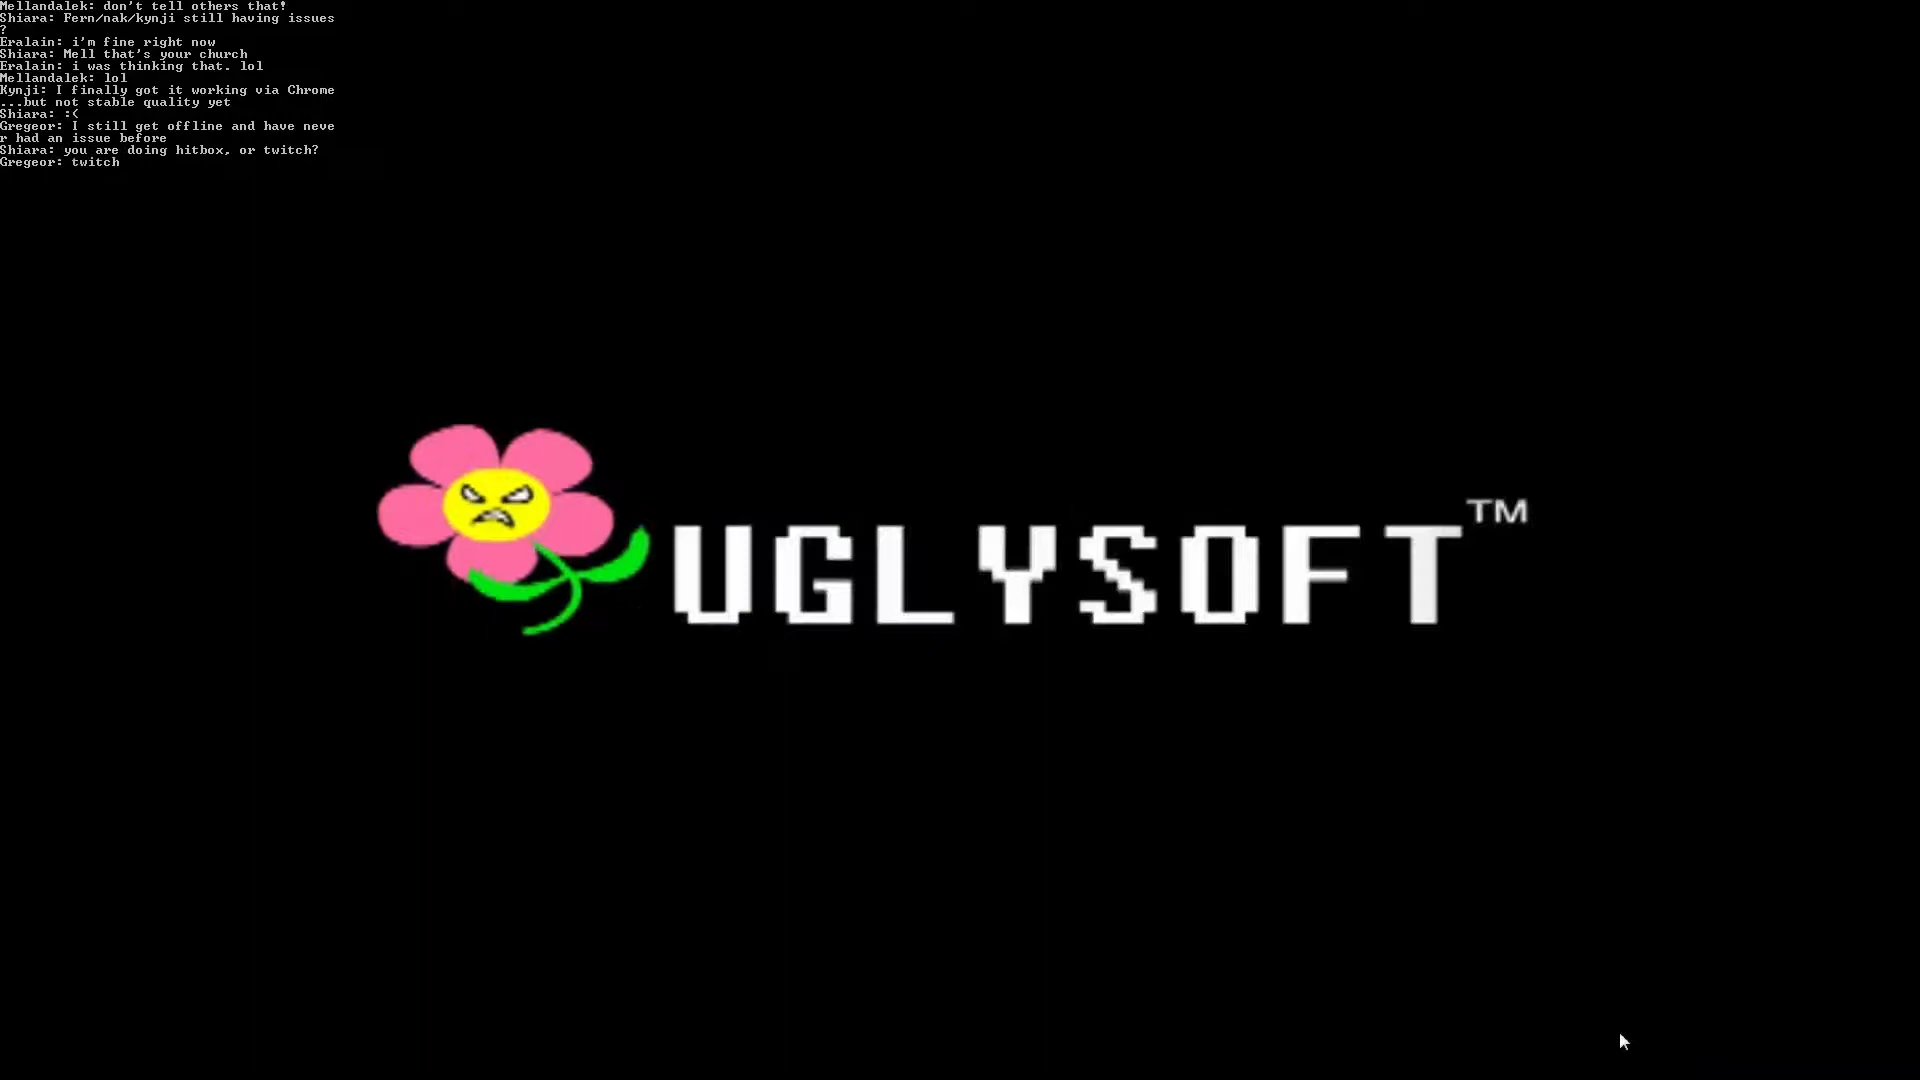 Mellandalek: don't tell others that!
Shiara: Fern/nak/kynji still having issues
?
Eralain: i'm fine right now
Shiara: Mell that's your church
Eralain: i was thinking that. lol
Mellandalek: lol
Kynji: I finally got it working via Chrome
...but not stable quality yet
Shiara: :(
Gregeor: I still get offline and have neve
r had an issue before
Shiara: you are doing hitbox, or twitch?
Gregeor: twitch
UGLYSOFT™